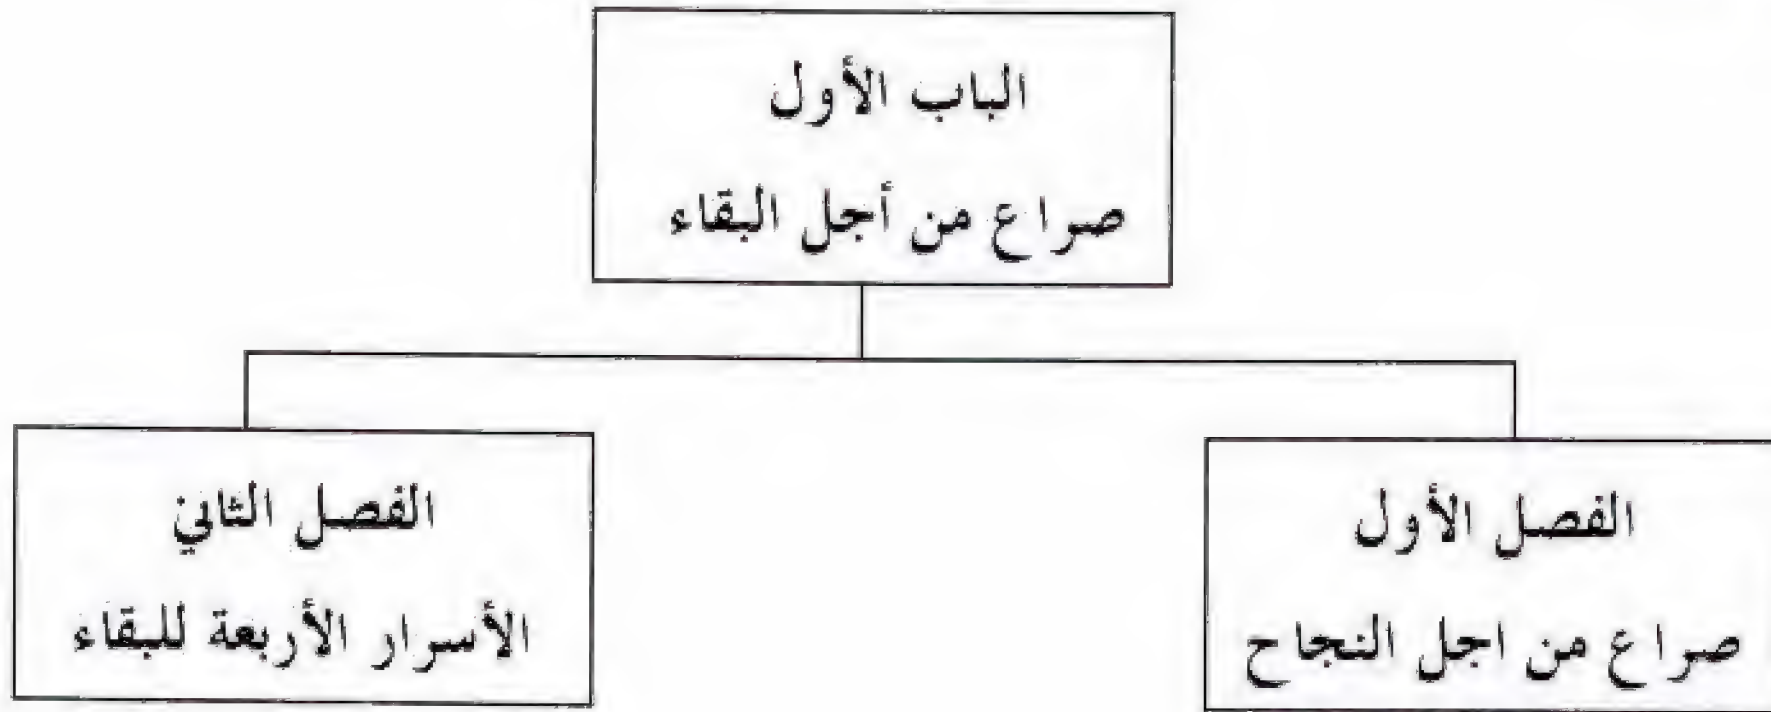 الباب الأول
صراع من أجل البقاء
الفصل الأول
صراع من اجل النجاح
الفصل الثاني
الأسرار الأربعة للبقاء